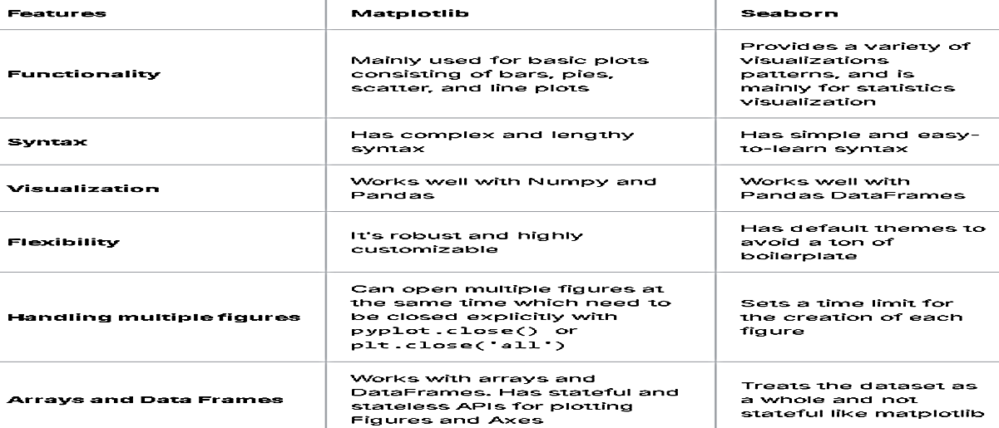 Features Matplotlib Seaborn
Functionality
Mainly used for basic plots
consisting of bars, pies,
scatter, and line plots
Provides a variety of
visualizations
patterns, and is
mainly for statistics
visualization
Syntax
Has complex and lengthy
syntax
Has simple and easy-
to-learn syntax
Visualization
Works well with Numpy and
Pandas
Works well with
Pandas DataFrames
Flexibility
It's robust and highly
customizable
Has default themes to
avoid a ton of
boilerplate
Handling multiple figures
Can open multiple figures at
the same time which need to
be closed explicitly with
pyplot.close() or
plt.close('all')
Sets a time limit for
the creation of each
figure
Arrays and Data Frames
Works with arrays and
DataFrames. Has stateful and
stateless APIs for plotting
Figures and Axes
Treats the dataset as
a whole and not
stateful like matplotlib